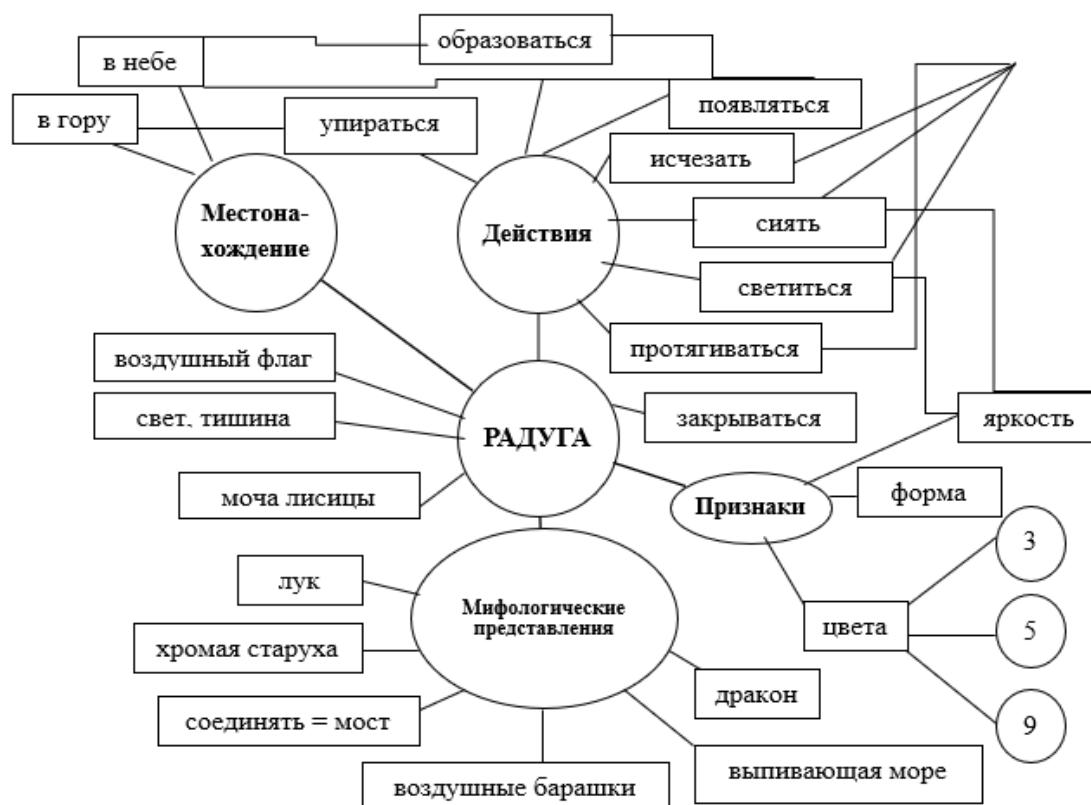 образоваться
в небе
появляться
в гору
упираться
исчезать
Местона-
хождение
Действия
сиять
светиться
воздушный флаг
протягиваться
свет, тишина
РАДУГА
закрываться
яркость
моча лисицы
Признаки
форма
3
лук
Мифологические
представления
цвета
5
хромая старуха
дракон
соединять = мост
9
воздушные барашки
выпивающая море